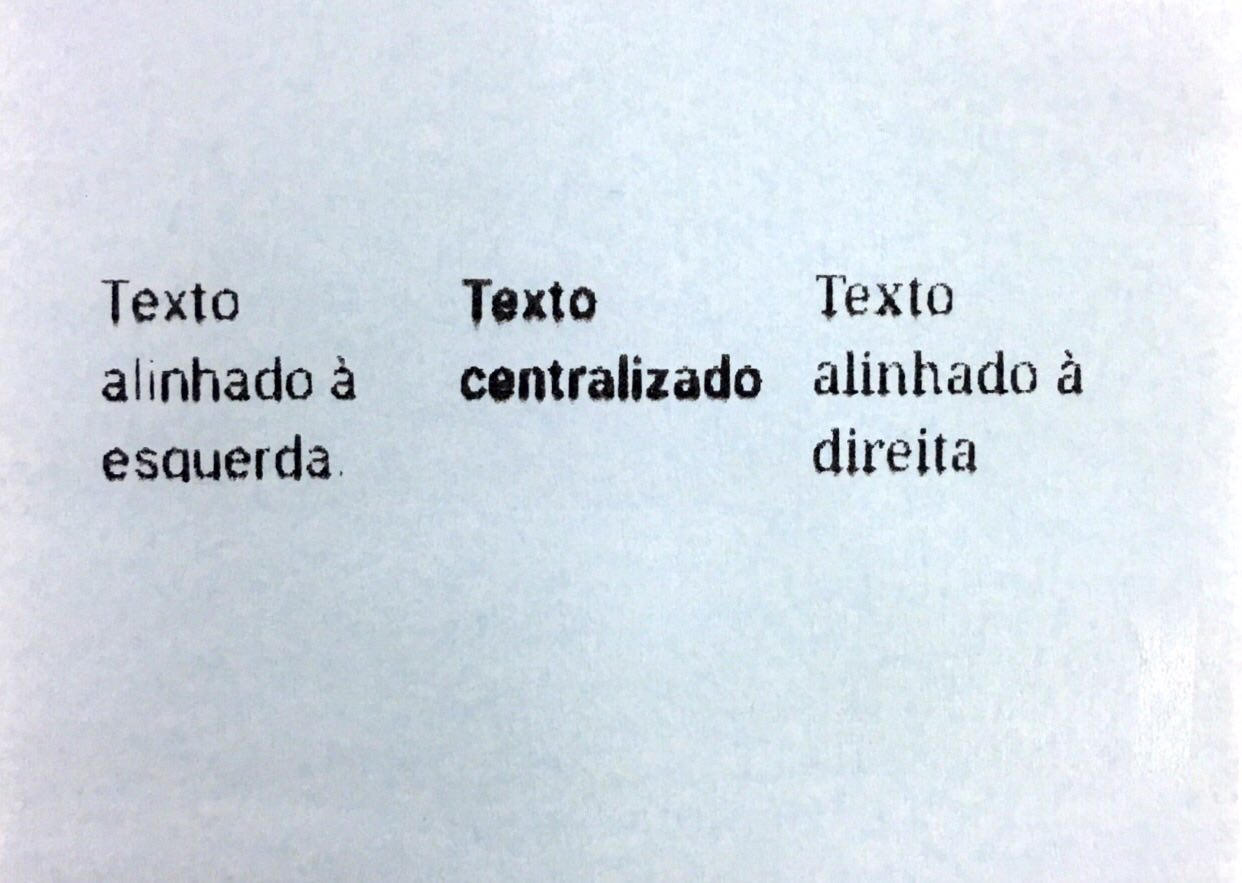 Texto
alinhado à
esquerda.
Texto
centralizado
Texto
alinhado à
direita